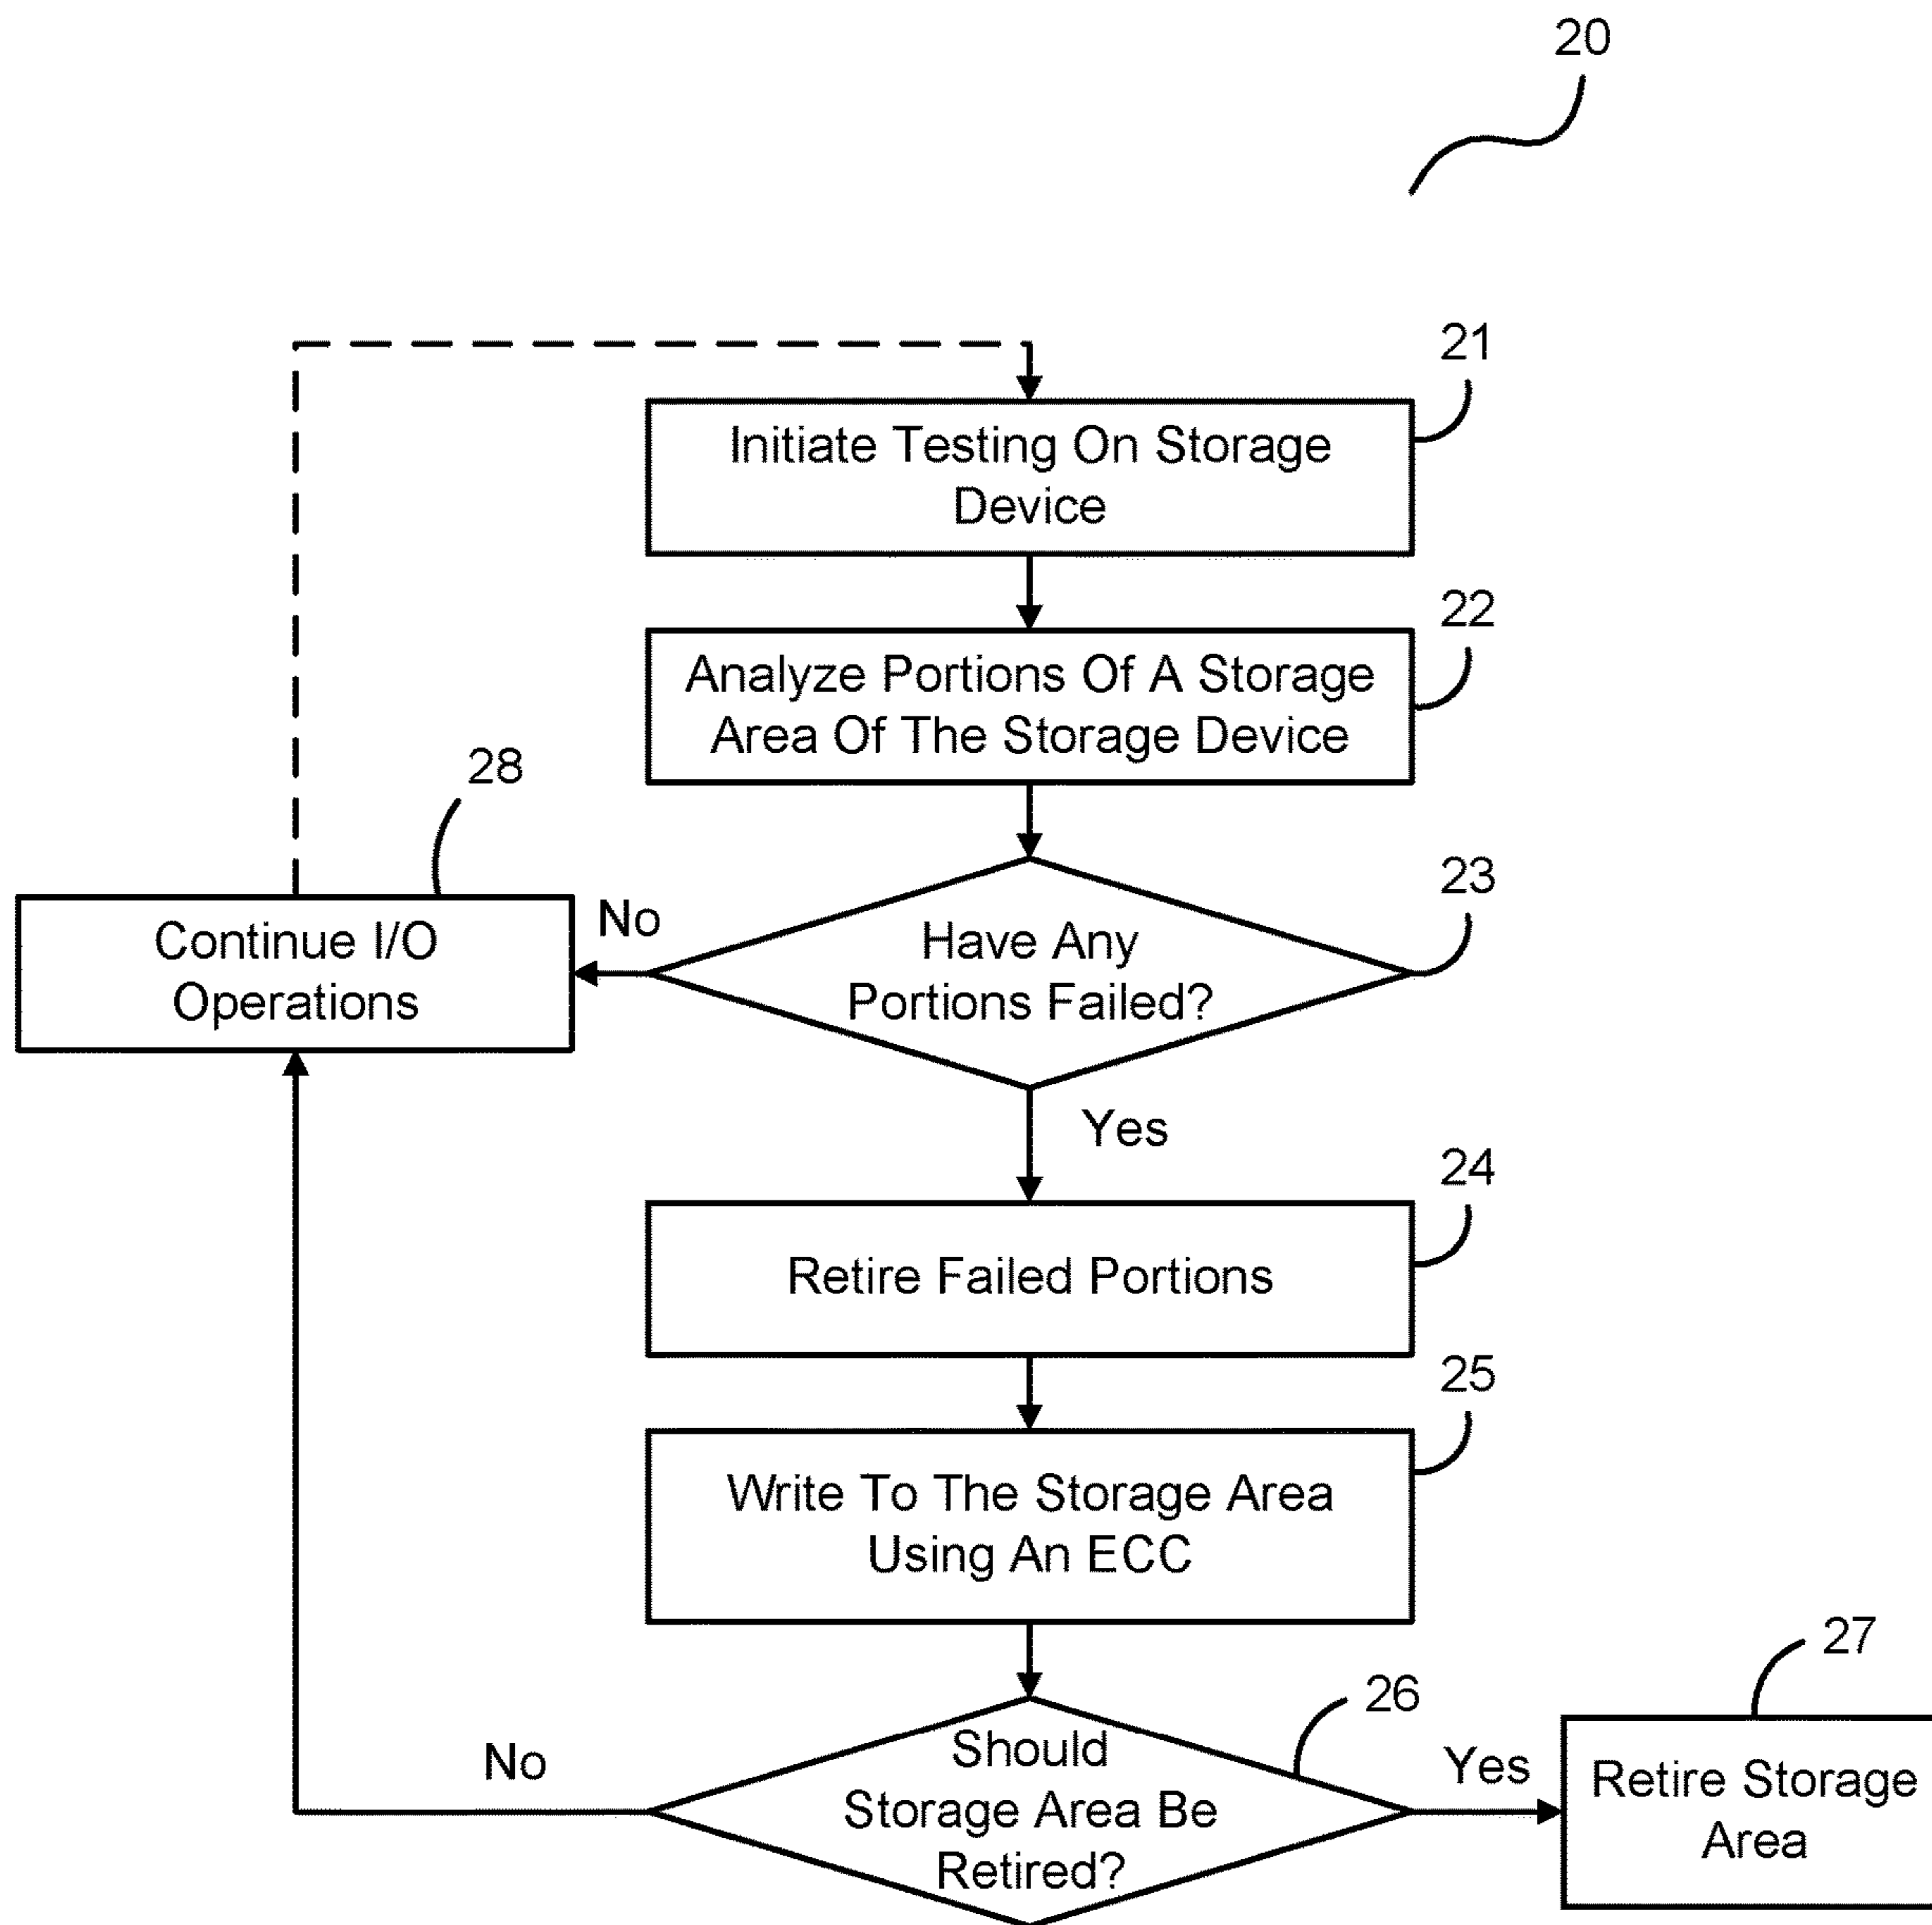 20
21
Initiate Testing On Storage
Device
22
Analyze Portions Of A Storage
Area Of The Storage Device
28
Continue I/O
Operations
No
23
Have Any
Portions Failed?
Yes
24
Retire Failed Portions
25
Write To The Storage Area
Using An ECC
26
Should
Storage Area Be
Retired?
No
Yes
27
Retire Storage
Area